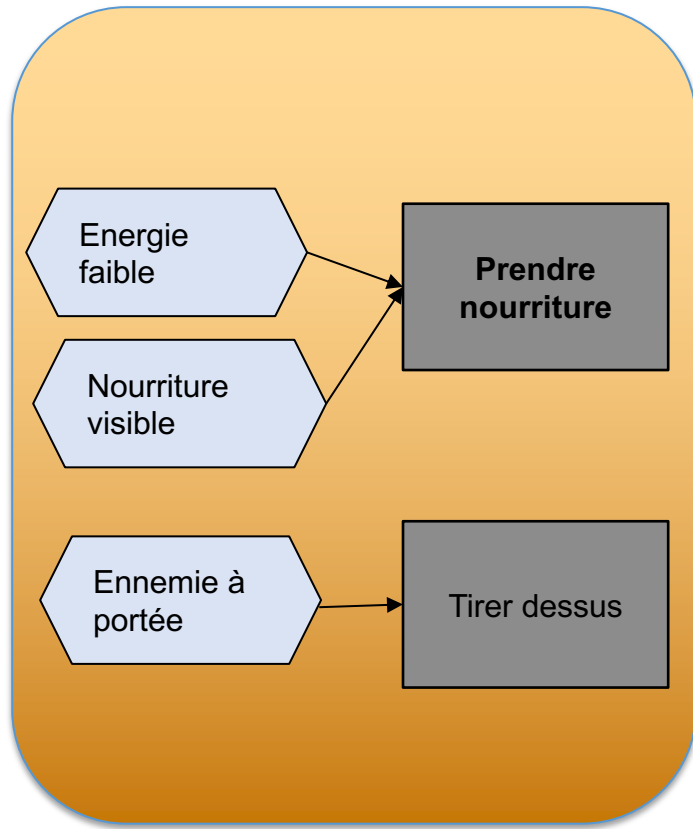 Energie
faible
Prendre
nourriture
Nourriture
visible
Ennemie à
portée
Tirer dessus